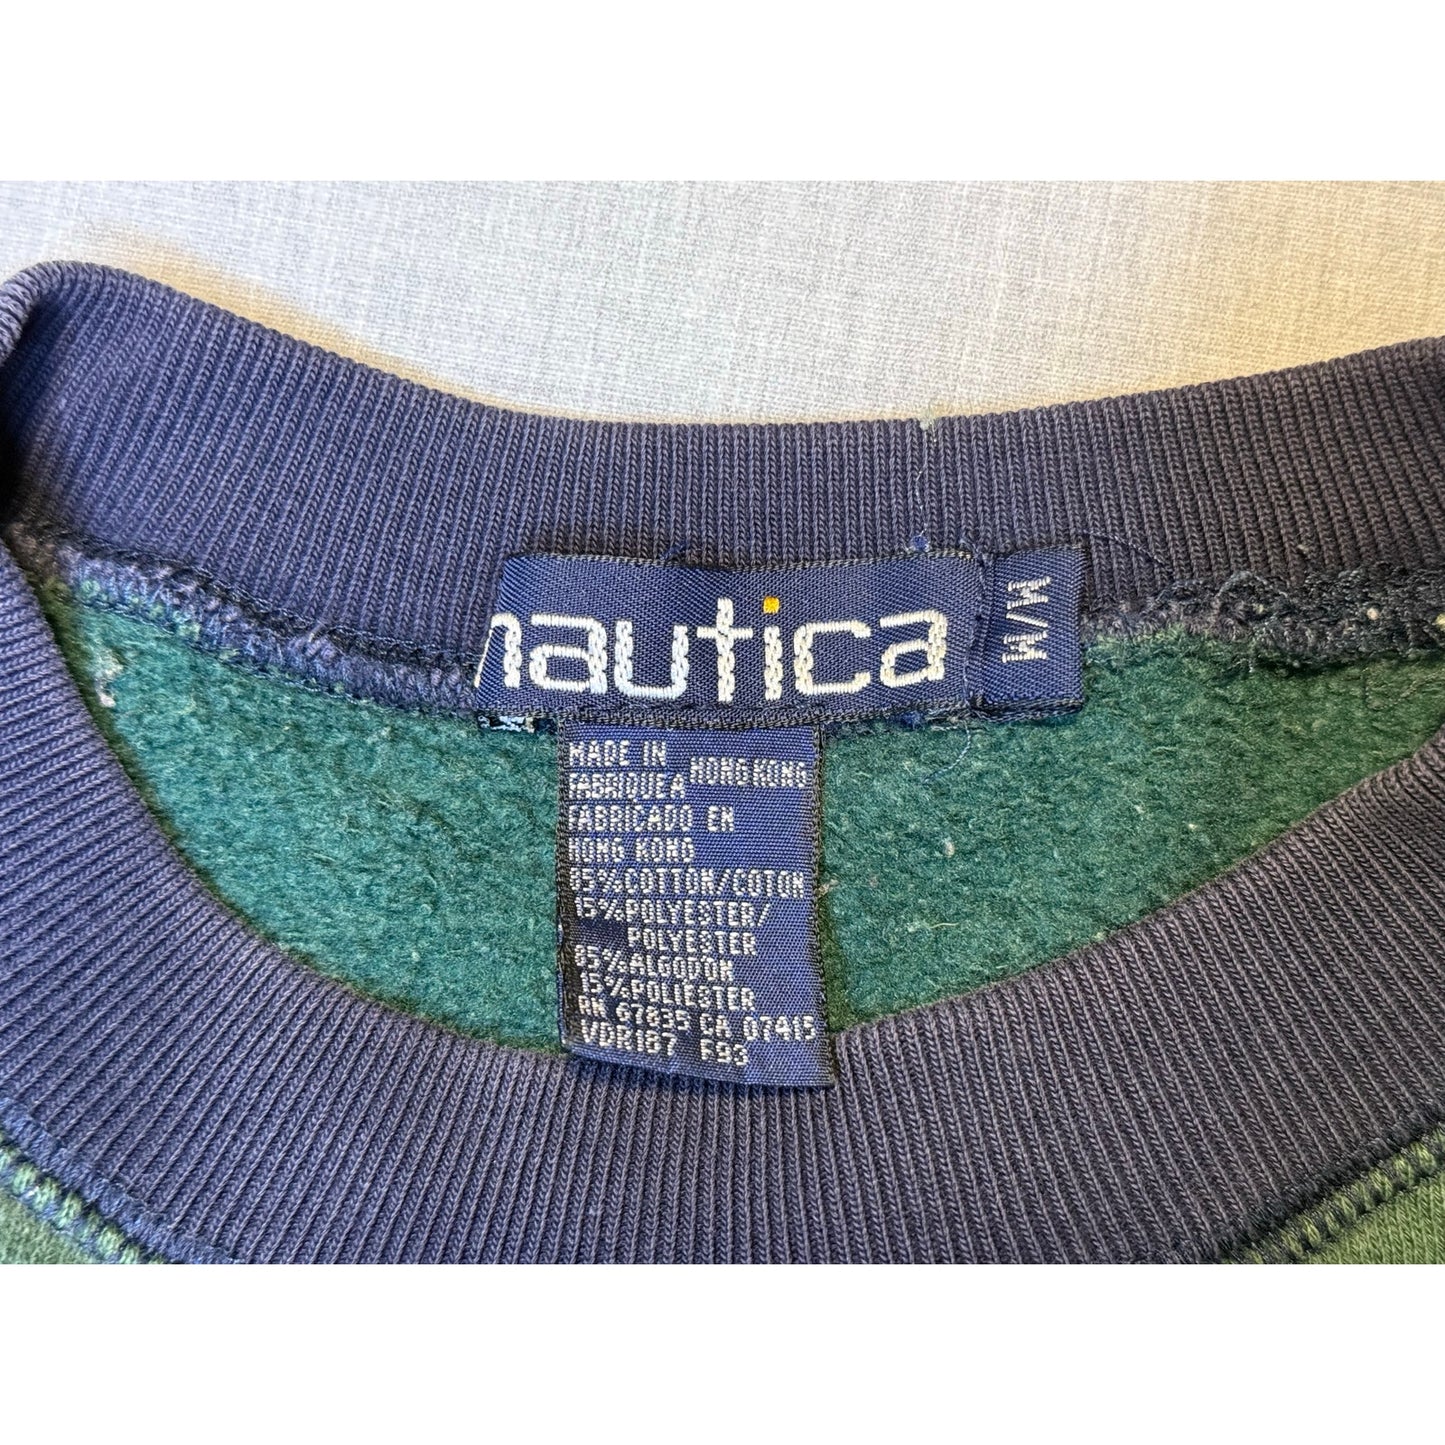 nautica
M/M
MADE IN HONG KONG
FABRIQUE A
FABRICADO EN
HONG KONG
85%COTTON/COTON
15%POLYESTER/
POLYESTER
85%ALGODON
15%POLIESTER
RN 67835 CA 07415
VDR187 F93